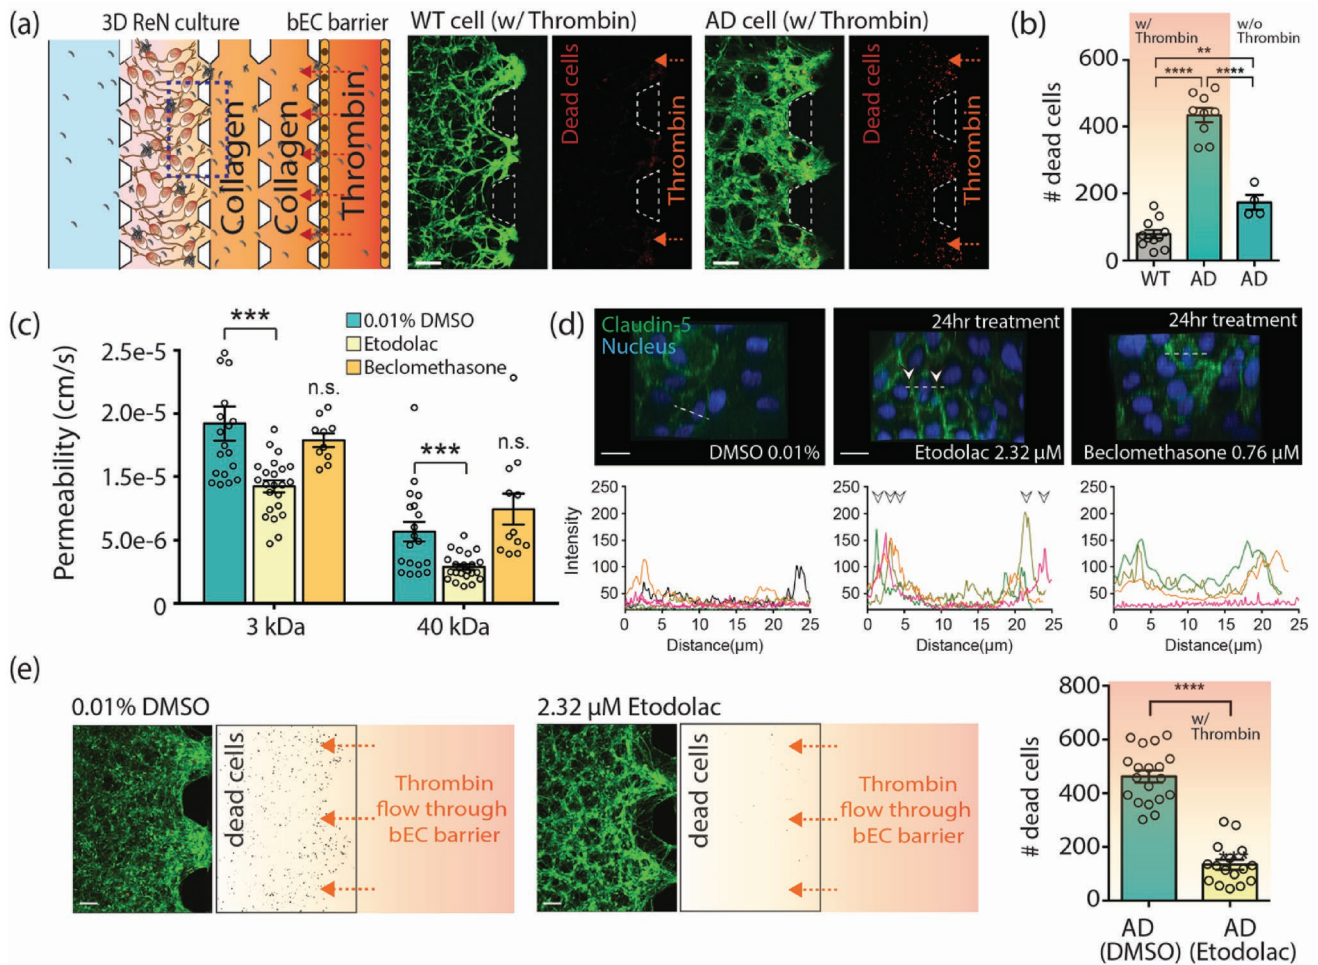 (a)
3D ReN culture
bEC barrier
Collagen
Collagen
Thrombin
WT cell (w/ Thrombin)
Dead cells
Thrombin
AD cell (w/ Thrombin)
Dead cells
Thrombin
(b)
w/
Thrombin
w/o
Thrombin
**
****
****
# dead cells
600
400
200
0
WT
AD
AD
(c)
0.01% DMSO
Etodolac
Beclomethasone
***
n.s.
***
n.s.
Permeability (cm/s)
2.5e-5
2.0e-5
1.5e-5
5.0e-6
0
3 kDa
40 kDa
(d)
Claudin-5
Nucleus
DMSO 0.01%
24hr treatment
Etodolac 2.32 µM
24hr treatment
Beclomethasone 0.76 µM
Intensity
250
200
150
100
50
0 5 10 15 20 25
Distance(µm)
250
200
150
100
50
0 5 10 15 20 25
Distance(µm)
250
200
150
100
50
0 5 10 15 20 25
Distance(µm)
(e)
0.01% DMSO
dead cells
Thrombin
flow through
bEC barrier
2.32 µM Etodolac
dead cells
Thrombin
flow through
bEC barrier
# dead cells
800
600
400
200
0
****
w/
Thrombin
AD
(DMSO)
AD
(Etodolac)